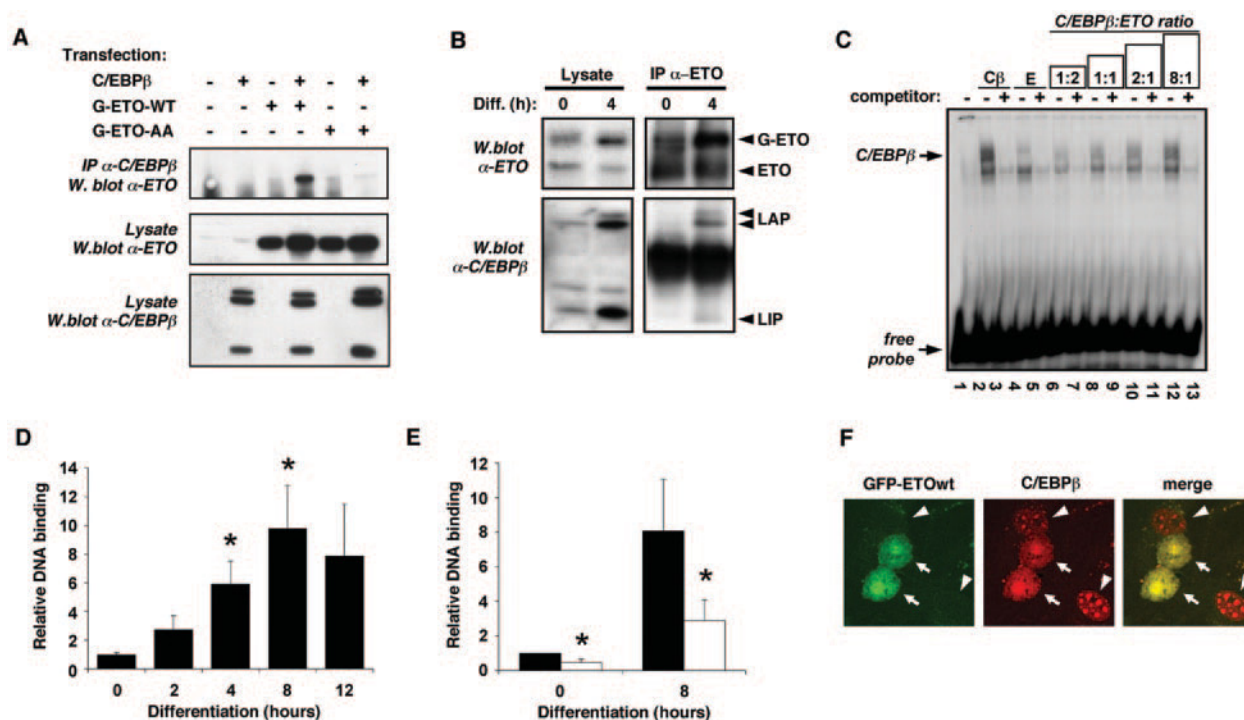 A
Transfection:
C/EBPβ - + - + - +
G-ETO-WT - - + + - -
G-ETO-AA - - - - + +
IP α-C/EBPβ
W. blot α-ETO
Lysate
W.blot α-ETO
Lysate
W.blot α-C/EBPβ
B
Lysate IP α–ETO
Diff. (h): 0 4 0 4
W.blot
α-ETO
G-ETO
ETO
W.blot
α-C/EBPβ
LAP
LIP
C
C/EBPβ:ETO ratio
Cβ E 1:2 1:1 2:1 8:1
competitor: - - + - + - + - + - + - +
C/EBPβ
free
probe
1 2 3 4 5 6 7 8 9 10 11 12 13
D
Relative DNA binding
14
12
10
8
6
4
2
0
* *
0 2 4 8 12
Differentiation (hours)
E
Relative DNA binding
12
10
8
6
4
2
0
* *
0 8
Differentiation (hours)
F
GFP-ETOwt C/EBPβ merge